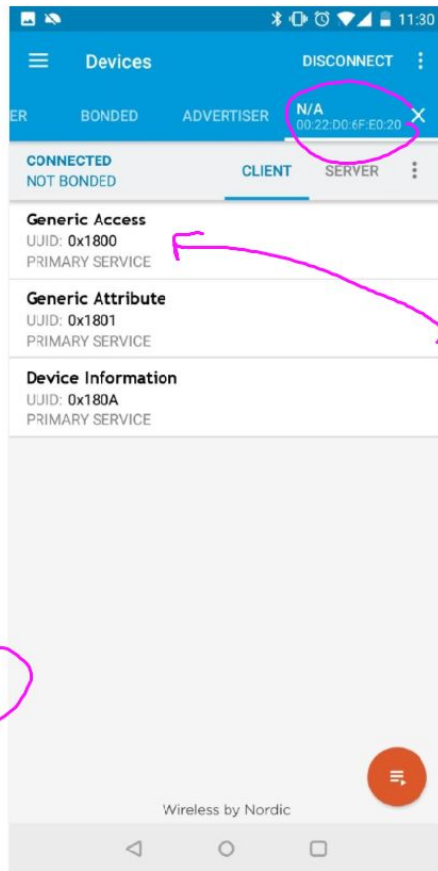 11:30
Devices
DISCONNECT
ER
BONDED
ADVERTISER
N/A
00:22:D0:6F:E0:20
CONNECTED
NOT BONDED
CLIENT
SERVER
Generic Access
UUID: 0x1800
PRIMARY SERVICE
Generic Attribute
UUID: 0x1801
PRIMARY SERVICE
Device Information
UUID: 0x180A
PRIMARY SERVICE
Wireless by Nordic